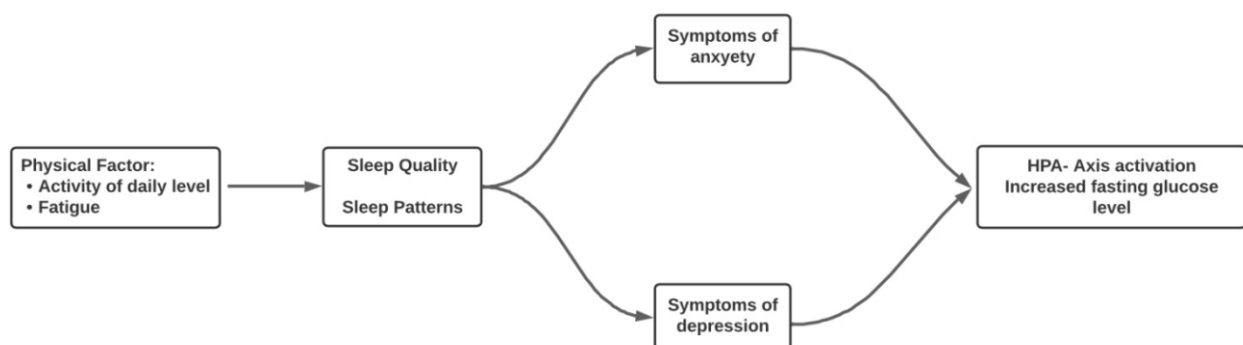 Symptoms of
anxyety
Physical Factor:
• Activity of daily level
• Fatigue
Sleep Quality
Sleep Patterns
HPA- Axis activation
Increased fasting glucose
level
Symptoms of
depression